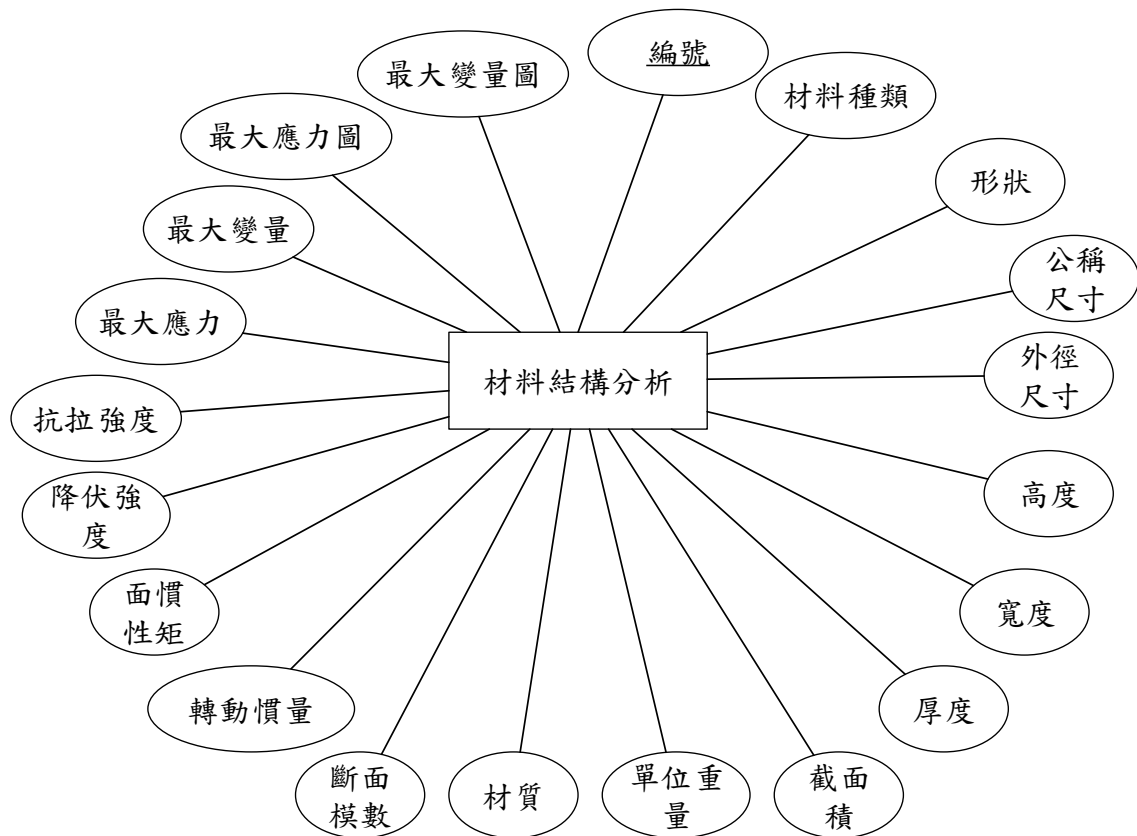 編號
材料種類
形狀
公稱
尺寸
外徑
尺寸
高度
寬度
厚度
截面
積
單位重
量
材質
斷面
模數
轉動慣量
面慣
性矩
降伏強
度
抗拉強度
最大應力
最大變量
最大應力圖
最大變量圖
材料結構分析